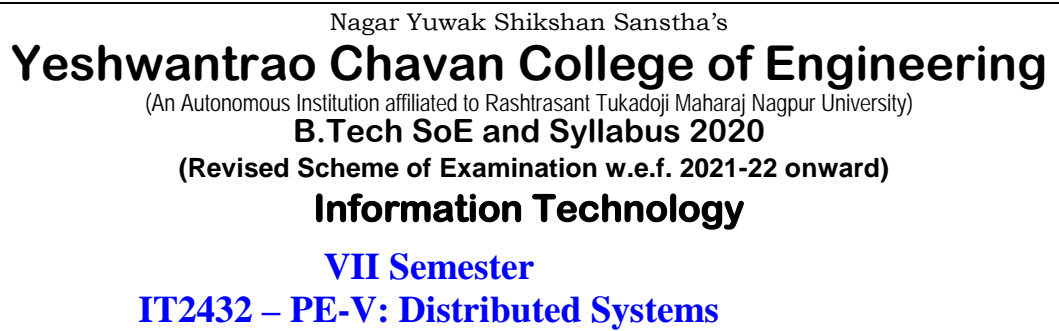 Nagar Yuwak Shikshan Sanstha's
Yeshwantrao Chavan College of Engineering
(An Autonomous Institution affiliated to Rashtrasant Tukadoji Maharaj Nagpur University)
B.Tech SoE and Syllabus 2020
(Revised Scheme of Examination w.e.f. 2021-22 onward)
Information Technology
VII Semester
IT2432 – PE-V: Distributed Systems